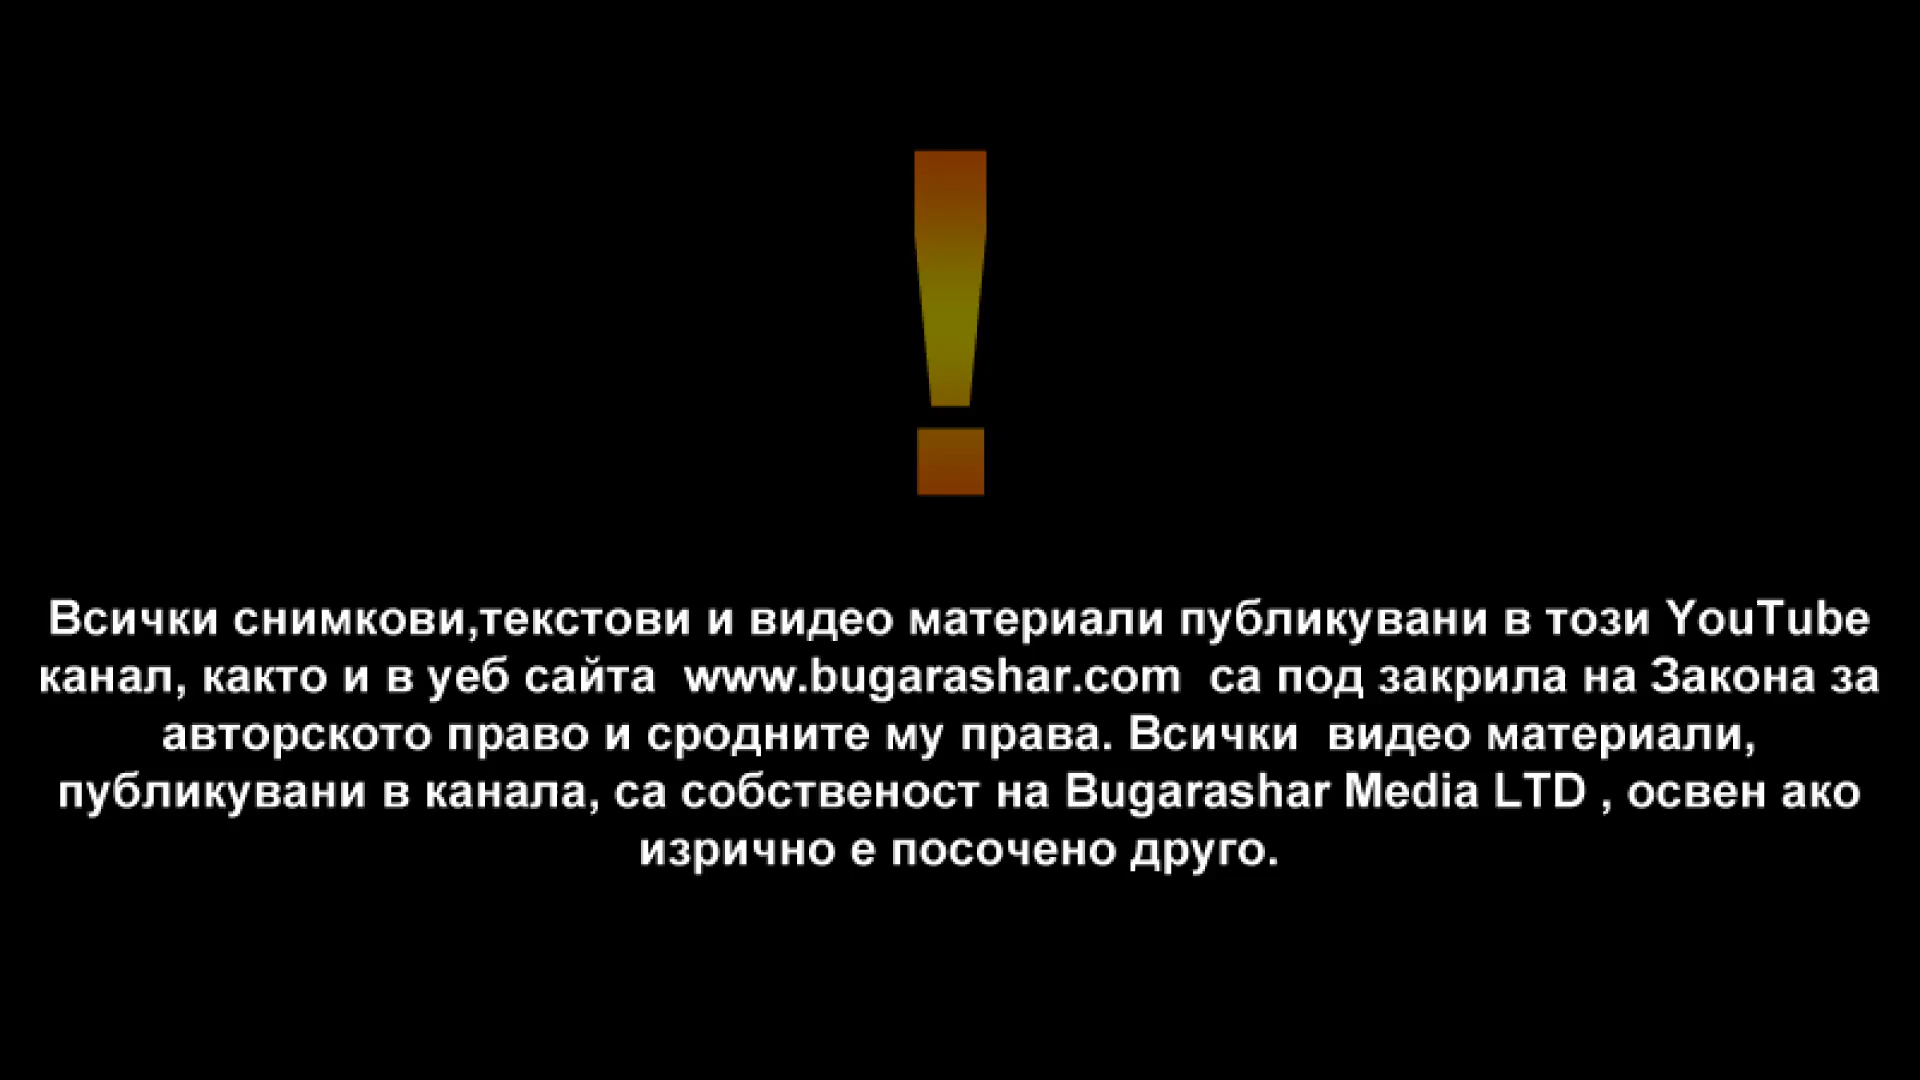 !
Всички снимкови,текстови и видео материали публикувани в този YouTube
канал, както и в уеб сайта  www.bugarashar.com  са под закрила на Закона за
авторското право и сродните му права. Всички  видео материали,
публикувани в канала, са собственост на Bugarashar Media LTD , освен ако
изрично е посочено друго.